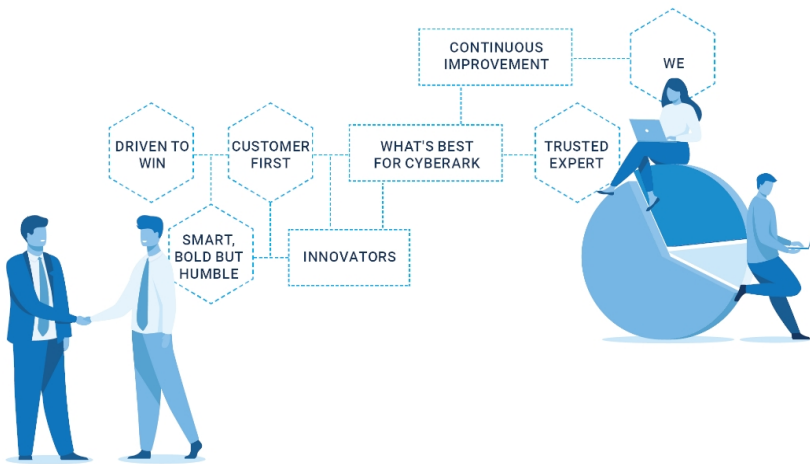 CONTINUOUS
IMPROVEMENT
WE
DRIVEN TO
WIN
CUSTOMER
FIRST
WHAT'S BEST
FOR CYBERARK
TRUSTED
EXPERT
SMART,
BOLD BUT
HUMBLE
INNOVATORS